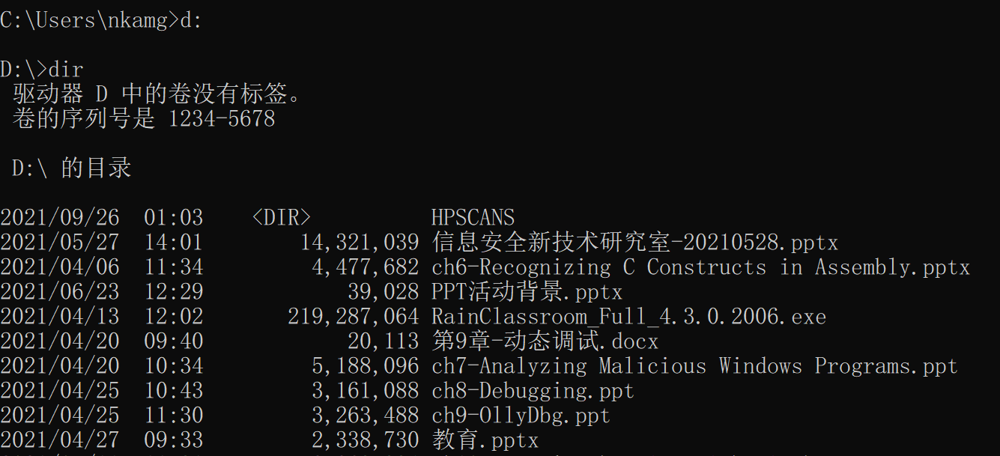 C:\Users\nkamg>d:
D:\>dir
驱动器 D 中的卷没有标签。
卷的序列号是 1234-5678
D:\ 的目录
2021/09/26  01:03    <DIR>          HPSCANS
2021/05/27  14:01        14,321,039 信息安全新技术研究室-20210528.pptx
2021/04/06  11:34         4,477,682 ch6-Recognizing C Constructs in Assembly.pptx
2021/06/23  12:29            39,028 PPT活动背景.pptx
2021/04/13  12:02       219,287,064 RainClassroom_Full_4.3.0.2006.exe
2021/04/20  09:40            20,113 第9章-动态调试.docx
2021/04/20  10:34         5,188,096 ch7-Analyzing Malicious Windows Programs.ppt
2021/04/25  10:43         3,161,088 ch8-Debugging.ppt
2021/04/25  11:30         3,263,488 ch9-OllyDbg.ppt
2021/04/27  09:33         2,338,730 教育.pptx